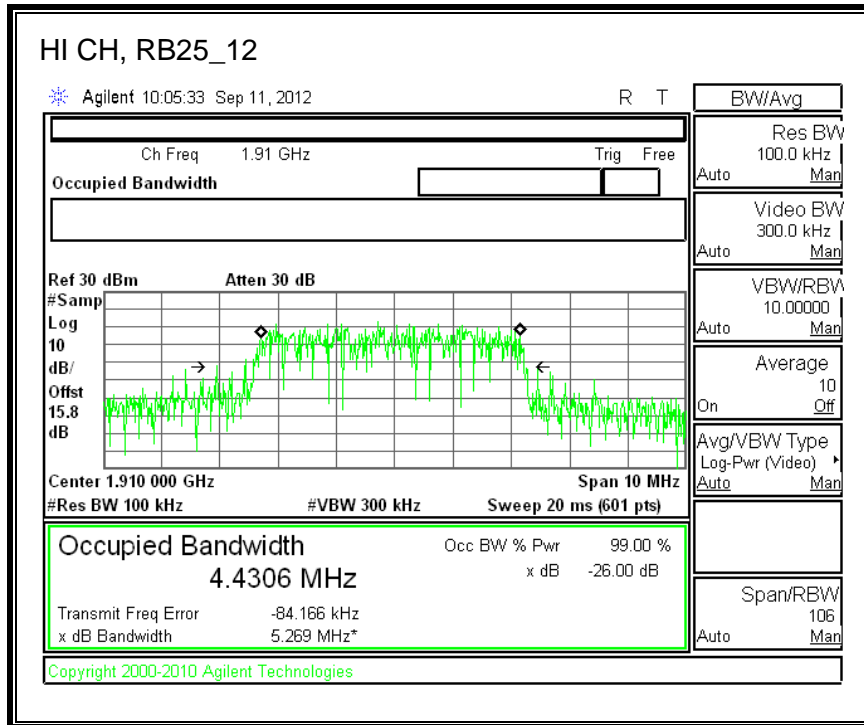 HI CH, RB25_12
Agilent 10:05:33 Sep 11, 2012 R T
Ch Freq 1.91 GHz Trig Free
Occupied Bandwidth
Ref 30 dBm Atten 30 dB
#Samp
Log
10
dB/
Offst
15.8
dB
Center 1.910 000 GHz Span 10 MHz
#Res BW 100 kHz #VBW 300 kHz Sweep 20 ms (601 pts)
Occupied Bandwidth Occ BW % Pwr 99.00 %
4.4306 MHz x dB -26.00 dB
Transmit Freq Error -84.166 kHz
x dB Bandwidth 5.269 MHz*
Copyright 2000-2010 Agilent Technologies
BW/Avg
Res BW
100.0 kHz
Auto Man
Video BW
300.0 kHz
Auto Man
VBW/RBW
10.00000
Auto Man
Average
10
On Off
Avg/VBW Type
Log-Pwr (Video)
Auto Man
Span/RBW
106
Auto Man